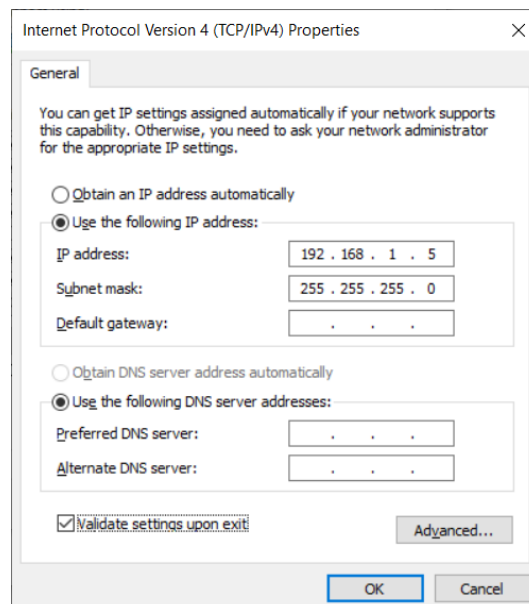 Internet Protocol Version 4 (TCP/IPv4) Properties
General
You can get IP settings assigned automatically if your network supports
this capability. Otherwise, you need to ask your network administrator
for the appropriate IP settings.
Obtain an IP address automatically
Use the following IP address:
IP address: 192 . 168 . 1 . 5
Subnet mask: 255 . 255 . 255 . 0
Default gateway: . . .
Obtain DNS server address automatically
Use the following DNS server addresses:
Preferred DNS server: . . .
Alternate DNS server: . . .
Validate settings upon exit
Advanced...
OK Cancel